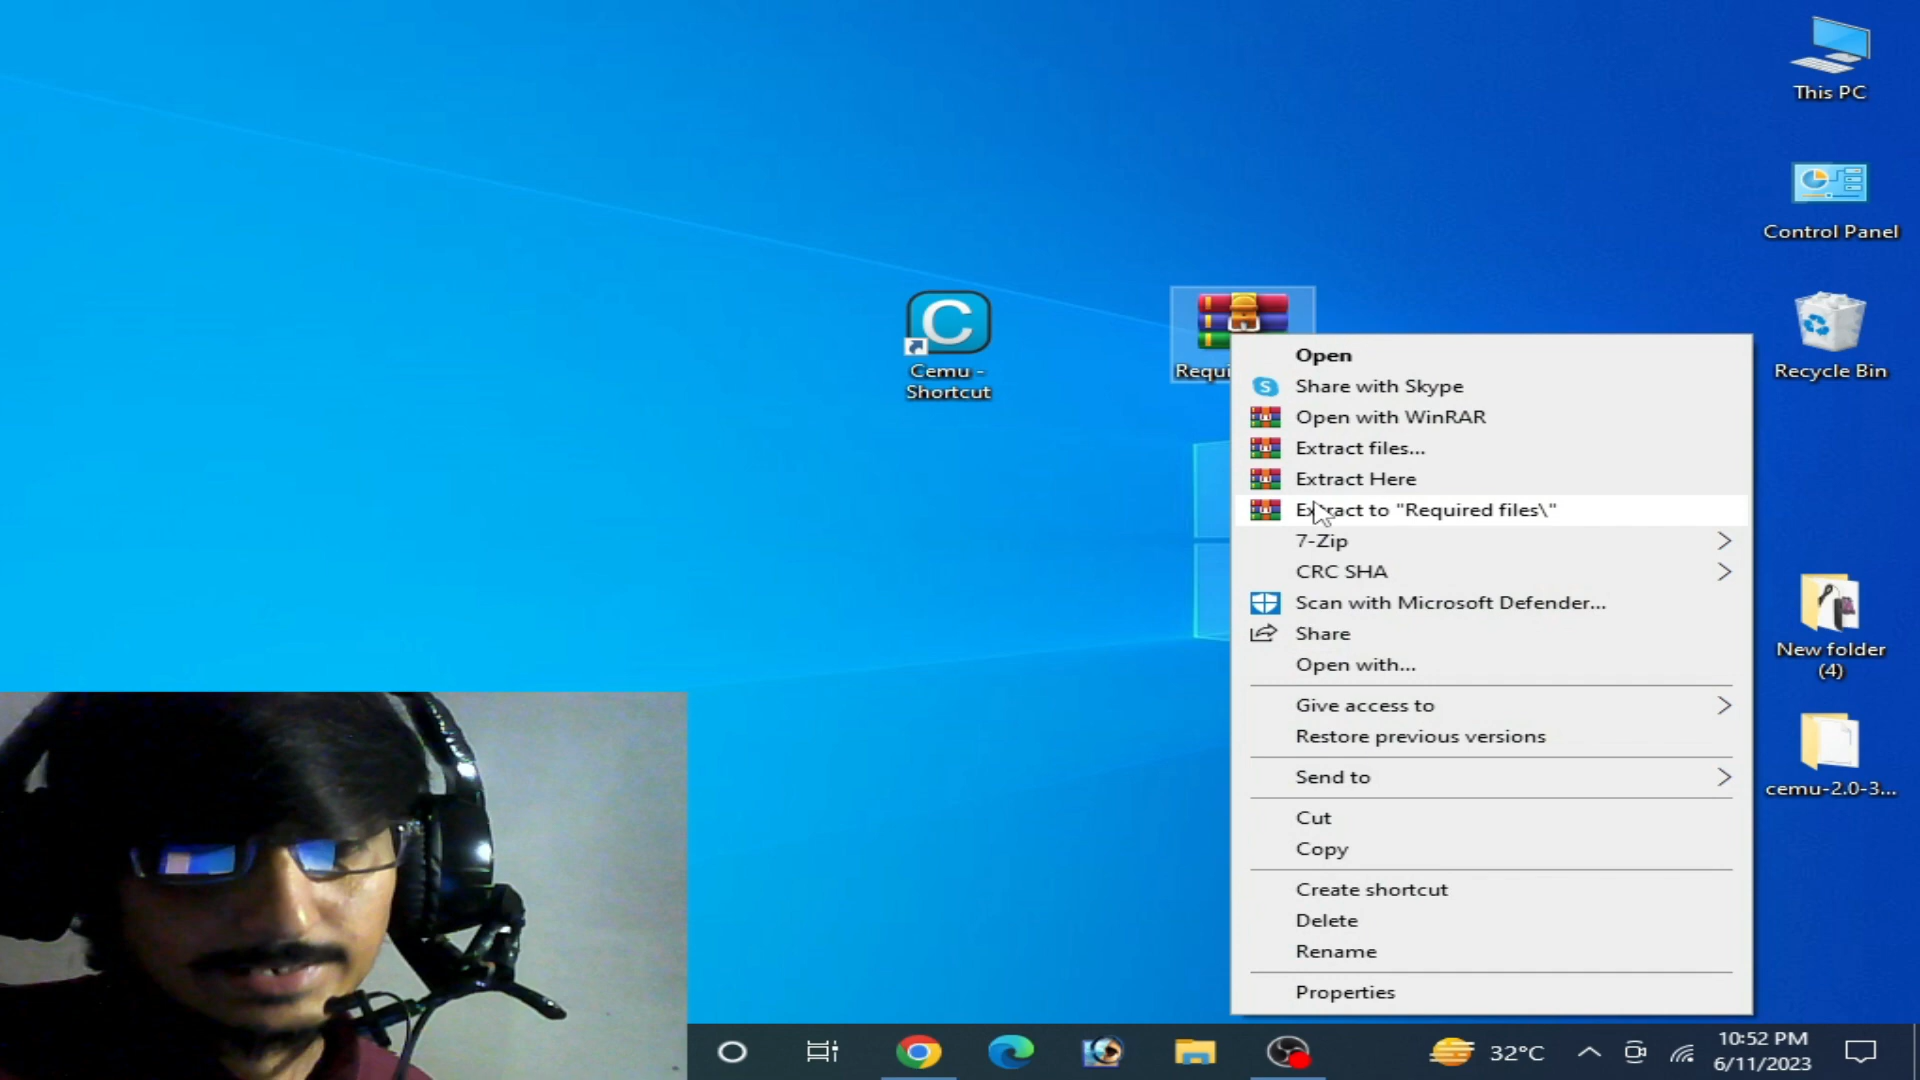 This PC
Control Panel
Recycle Bin
Cemu -
Shortcut
Requi
Open
Share with Skype
Open with WinRAR
Extract files...
Extract Here
Extract to "Required files\"
7-Zip
CRC SHA
Scan with Microsoft Defender...
Share
Open with...
Give access to
Restore previous versions
Send to
Cut
Copy
Create shortcut
Delete
Rename
Properties
New folder
(4)
cemu-2.0-3...
32°C
10:52 PM
6/11/2023